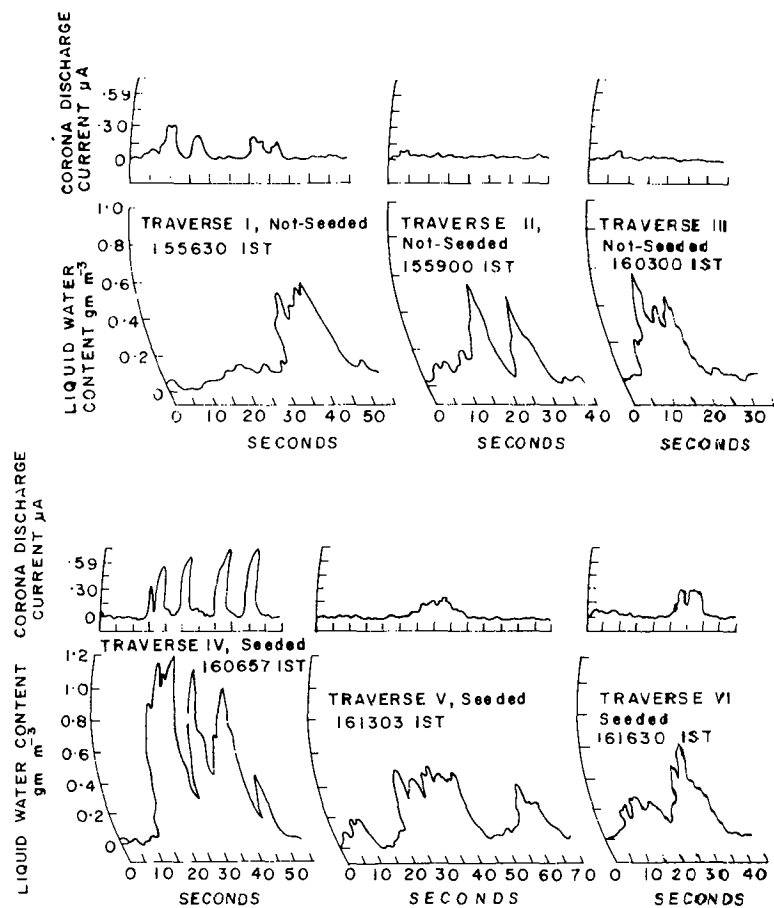 CORONA DISCHARGE
CURRENT µA
·59
·30
0
LIQUID WATER
CONTENT gm m⁻³
1·0
0·8
0·6
0·4
0·2
0
TRAVERSE I, Not-Seeded
155630 IST
TRAVERSE II,
Not-Seeded
155900 IST
TRAVERSE III
Not-Seeded
160300 IST
0 10 20 30 40 50
0 10 20 30 40
0 10 20 30
SECONDS
SECONDS
SECONDS
CORONA DISCHARGE
CURRENT µA
·59
·30
0
LIQUID WATER CONTENT
gm m⁻³
1·2
1·0
0·8
0·6
0·4
0·2
0
TRAVERSE IV, Seeded
160657 IST
TRAVERSE V, Seeded
161303 IST
TRAVERSE VI
Seeded
161630 IST
0 10 20 30 40 50
0 10 20 30 40 50 60 70
0 10 20 30 40
SECONDS
SECONDS
SECONDS